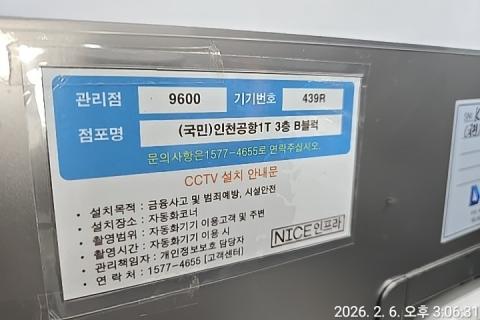 관리점 9600 기기번호 439R
점포명 (국민)인천공항1T 3층 B블럭
문의사항은1577-4655로 연락주십시오.
CCTV 설치 안내문
• 설치목적 : 금융사고 및 범죄예방, 시설안전
• 설치장소 : 자동화코너
• 촬영범위 : 자동화기기 이용고객 및 주변
• 촬영시간 : 자동화기기 이용 시
• 관리책임자 : 개인정보보호 담당자
• 연 락 처 : 1577-4655 [고객센터]
NICE인프라
2026. 2. 6. 오후 3:06:31